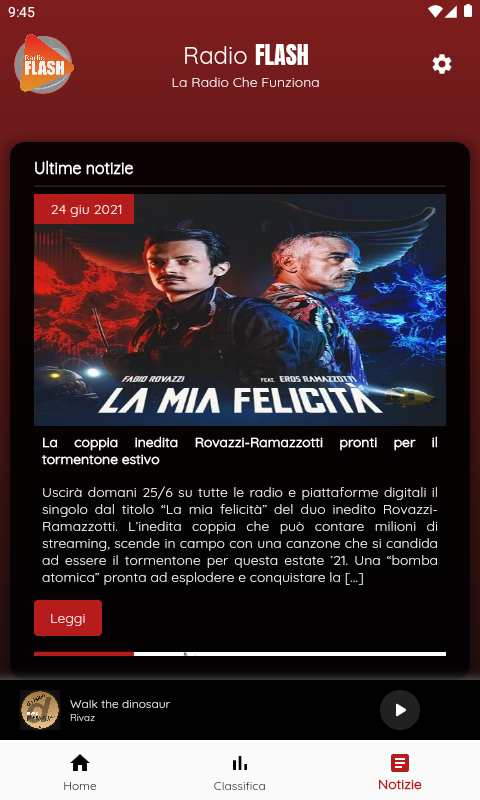 9:45
Radio
FLASH
Radio FLASH
La Radio Che Funziona
Ultime notizie
24 giu 2021
FABIO ROVAZZI FEAT. EROS RAMAZZOTTI
LA MIA FELICITÀ
La coppia inedita Rovazzi-Ramazzotti pronti per il
tormentone estivo
Uscirà domani 25/6 su tutte le radio e piattaforme digitali il
singolo dal titolo “La mia felicità” del duo inedito Rovazzi-
Ramazzotti. L’inedita coppia che può contare milioni di
streaming, scende in campo con una canzone che si candida
ad essere il tormentone per questa estate ’21. Una “bomba
atomica” pronta ad esplodere e conquistare la [...]
Leggi
Walk the dinosaur
Rivaz
Home
Classifica
Notizie